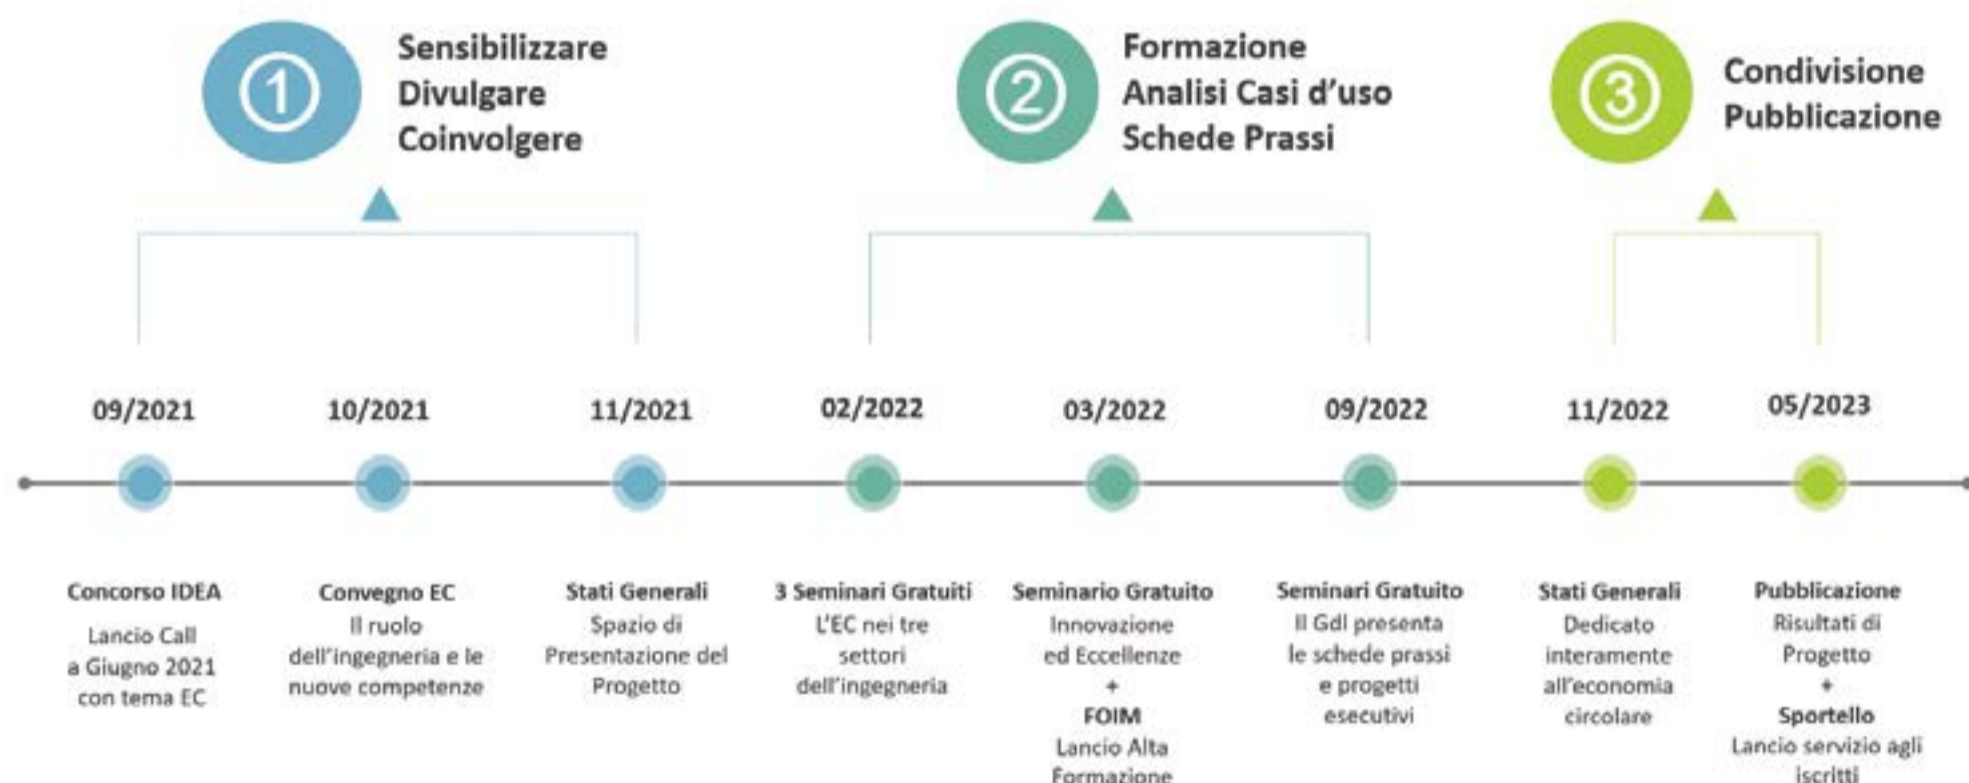 1
Sensibilizzare
Divulgare
Coinvolgere
2
Formazione
Analisi Casi d'uso
Schede Prassi
3
Condivisione
Pubblicazione
09/2021
10/2021
11/2021
02/2022
03/2022
09/2022
11/2022
05/2023
Concorso IDEA
Lancio Call
a Giugno 2021
con tema EC
Convegno EC
Il ruolo
dell'ingegneria e le
nuove competenze
Stati Generali
Spazio di
Presentazione del
Progetto
3 Seminari Gratuiti
L'EC nei tre
settori
dell'ingegneria
Seminario Gratuito
Innovazione
ed Eccellenze
+
FOIM
Lancio Alta
Formazione
Seminari Gratuito
Il Gdl presenta
le schede prassi
e progetti
esecutivi
Stati Generali
Dedicato
interamente
all'economia
circolare
Pubblicazione
Risultati di
Progetto
+
Sportello
Lancio servizio agli
iscritti